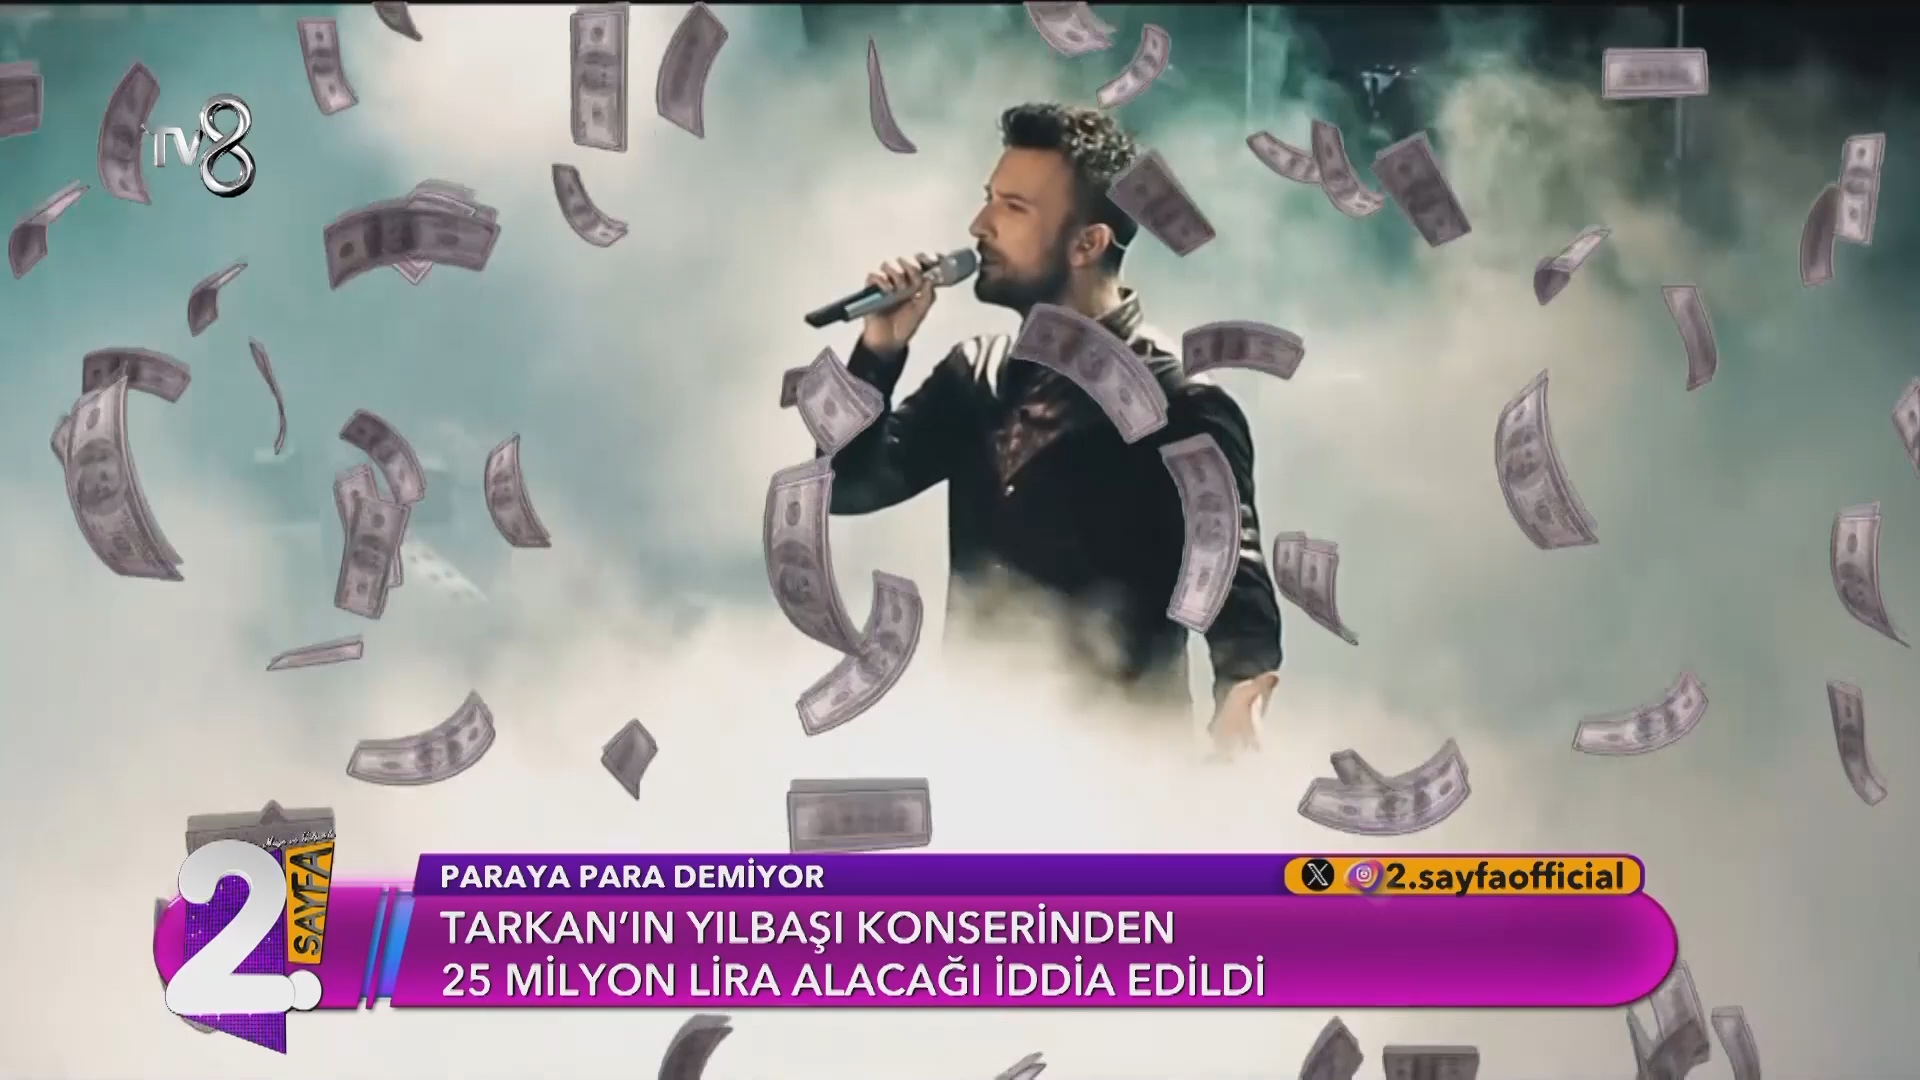 TV8
PARAYA PARA DEMİYOR
2.sayfaofficial
TARKAN'IN YILBAŞI KONSERİNDEN
25 MİLYON LİRA ALACAĞI İDDİA EDİLDİ
2. SAYFA